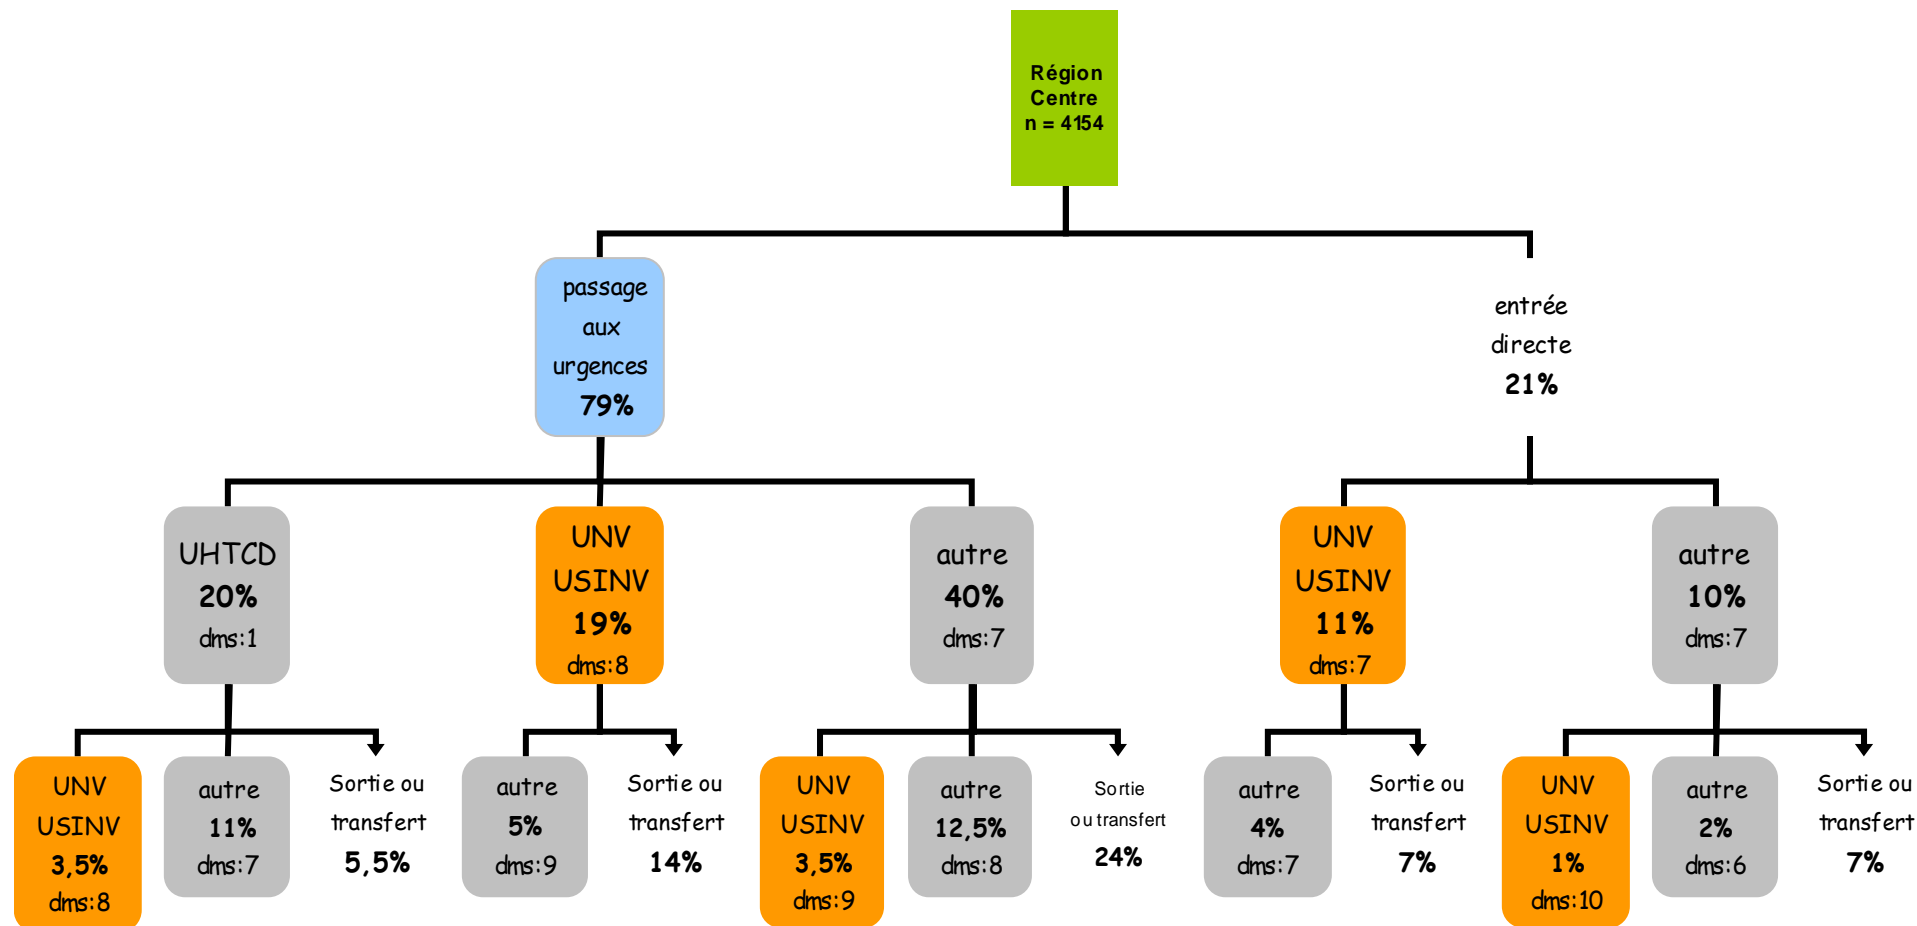 Région
Centre
n = 4154
passage
aux
urgences
79%
entrée
directe
21%
UHTCD
20%
dms:1
UNV
USINV
19%
dms:8
autre
40%
dms:7
UNV
USINV
11%
dms:7
autre
10%
dms:7
UNV
USINV
3,5%
dms:8
autre
11%
dms:7
Sortie ou
transfert
5,5%
autre
5%
dms:9
Sortie ou
transfert
14%
UNV
USINV
3,5%
dms:9
autre
12,5%
dms:8
Sortie
ou transfert
24%
autre
4%
dms:7
Sortie ou
transfert
7%
UNV
USINV
1%
dms:10
autre
2%
dms:6
Sortie ou
transfert
7%